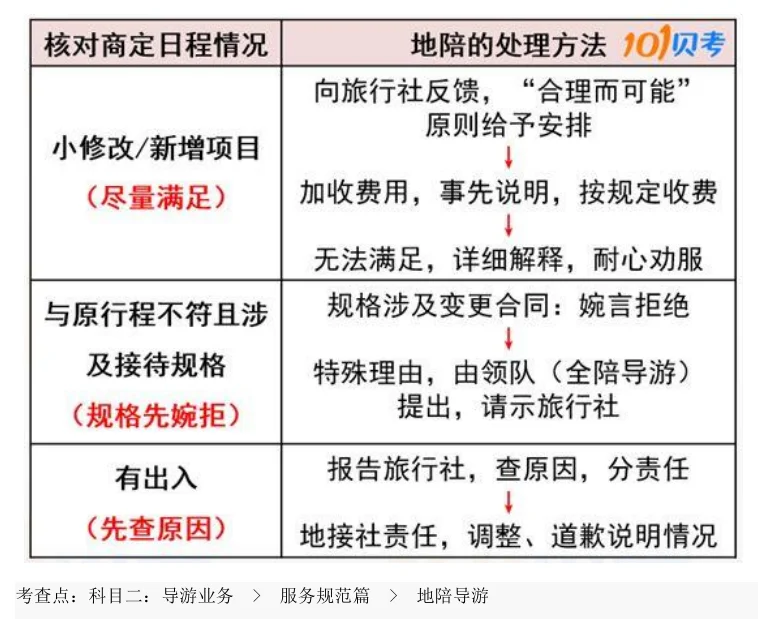 核对商定日程情况
地陪的处理方法 101贝考
小修改/新增项目
（尽量满足）
向旅行社反馈，“合理而可能”
原则给予安排
↓
加收费用，事先说明，按规定收费
↓
无法满足，详细解释，耐心劝服
与原行程不符且涉
及接待规格
（规格先婉拒）
规格涉及变更合同：婉言拒绝
↓
特殊理由，由领队（全陪导游）
提出，请示旅行社
有出入
（先查原因）
报告旅行社，查原因，分责任
↓
地接社责任，调整、道歉说明情况
考查点：科目二：导游业务 > 服务规范篇 > 地陪导游